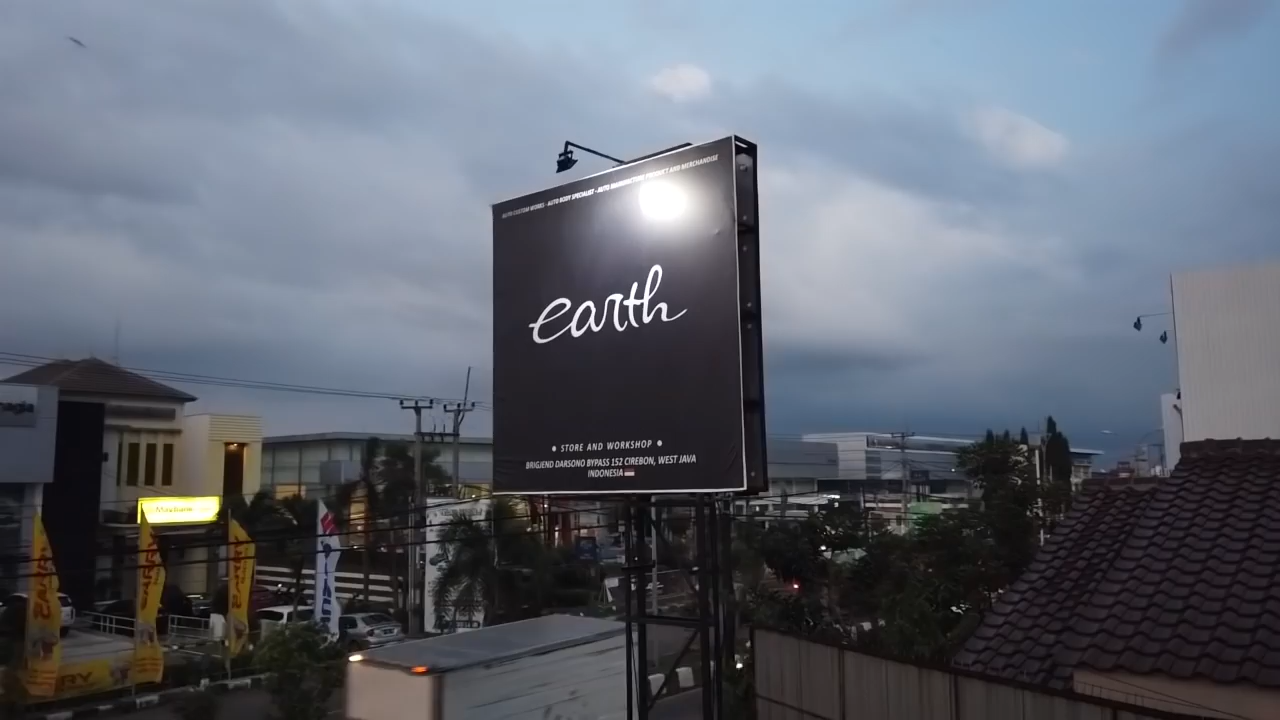 AUTO CUSTOM WORKS - AUTO BODY SPECIALIST - AUTO MANUFACTURE PRODUCT AND MERCHANDISE
earth
• STORE AND WORKSHOP •
BRIGJEND DARSONO BYPASS 152 CIREBON, WEST JAVA
INDONESIA
Maybank